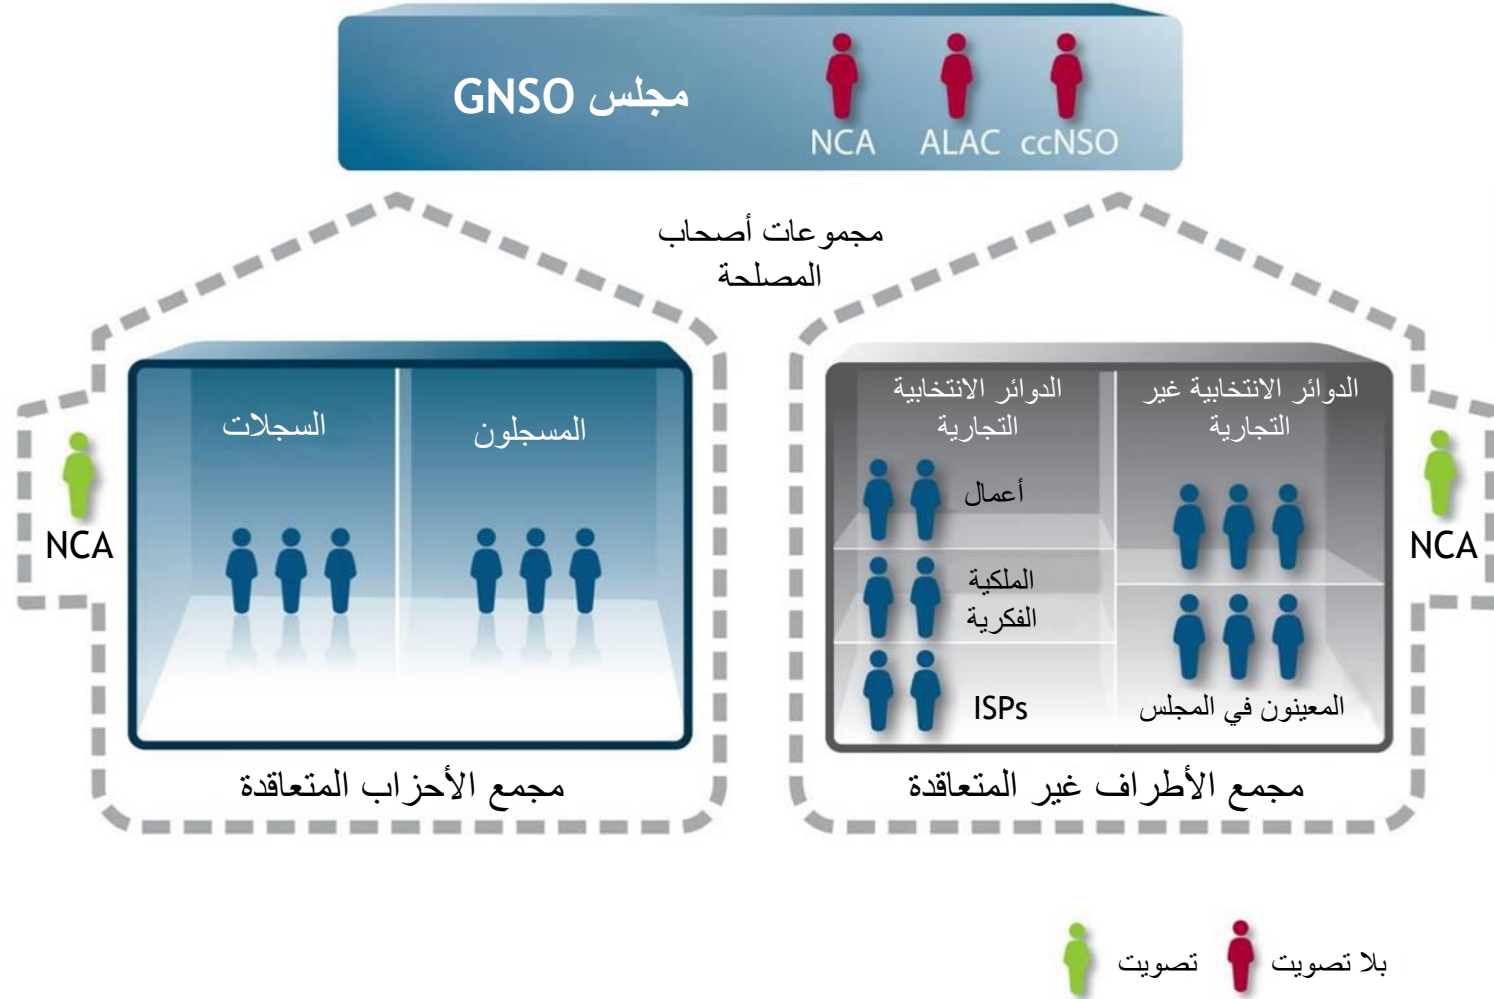 مجلس GNSO
NCA
ALAC
ccNSO
مجموعات أصحاب
المصلحة
السجلات
المسجلون
NCA
مجمع الأحزاب المتعاقدة
الدوائر الانتخابية
التجارية
أعمال
الملكية
الفكرية
ISPs
الدوائر الانتخابية غير
التجارية
المعينون في المجلس
NCA
مجمع الأطراف غير المتعاقدة
بلا تصويت
تصويت